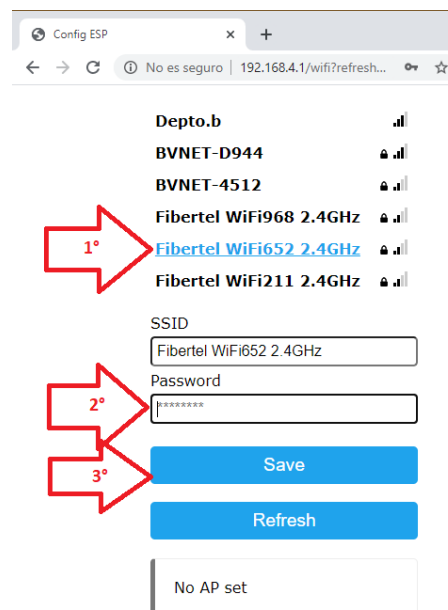 Config ESP
No es seguro | 192.168.4.1/wifi?refresh...
Depto.b
BVNET-D944
BVNET-4512
Fibertel WiFi968 2.4GHz
1°
Fibertel WiFi652 2.4GHz
Fibertel WiFi211 2.4GHz
SSID
Fibertel WiFi652 2.4GHz
Password
2°
********
Save
3°
Refresh
No AP set